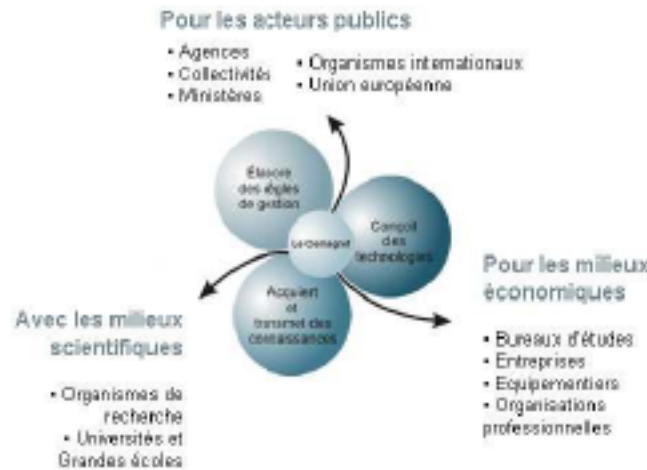 Pour les acteurs publics
• Agences
• Collectivités
• Ministères
• Organismes internationaux
• Union européenne
Élabore
des règles
de gestion
Le Cemagref
Conçoit
des
technologies
Acquiert
et
transmet des
connaissances
Pour les milieux
économiques
• Bureaux d'études
• Entreprises
• Equipementiers
• Organisations
professionnelles
Avec les milieux
scientifiques
• Organismes de
recherche
• Universités et
Grandes écoles